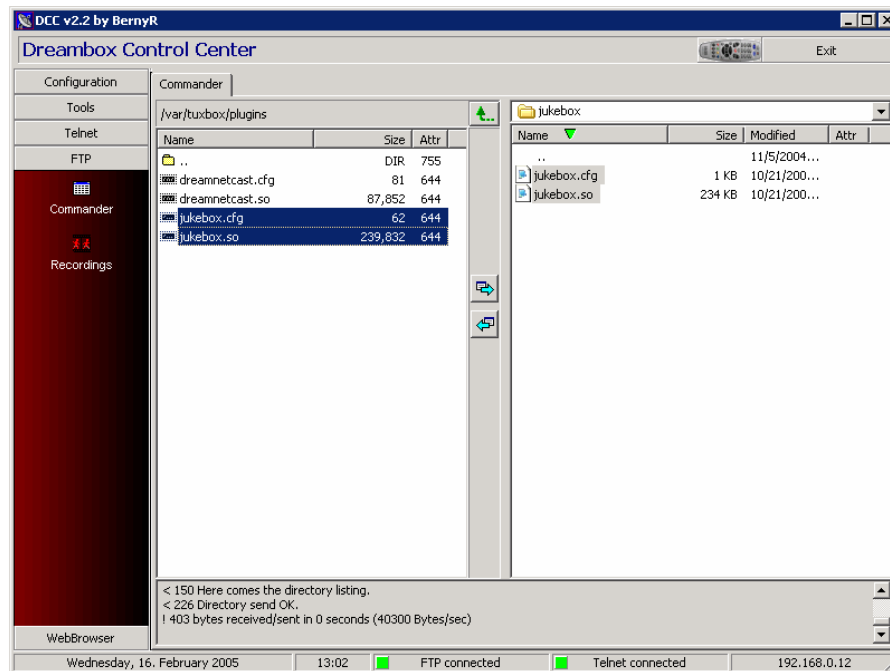 DCC v2.2 by BernyR
Dreambox Control Center
Exit
Configuration
Tools
Telnet
FTP
Commander
Recordings
WebBrowser
Commander
/var/tuxbox/plugins
Name Size Attr
.. DIR 755
dreamnetcast.cfg 81 644
dreamnetcast.so 87,852 644
jukebox.cfg 62 644
jukebox.so 239,832 644
jukebox
Name Size Modified Attr
.. 11/5/2004...
jukebox.cfg 1 KB 10/21/200...
jukebox.so 234 KB 10/21/200...
< 150 Here comes the directory listing.
< 226 Directory send OK.
! 403 bytes received/sent in 0 seconds (40300 Bytes/sec)
Wednesday, 16. February 2005 13:02 FTP connected Telnet connected 192.168.0.12